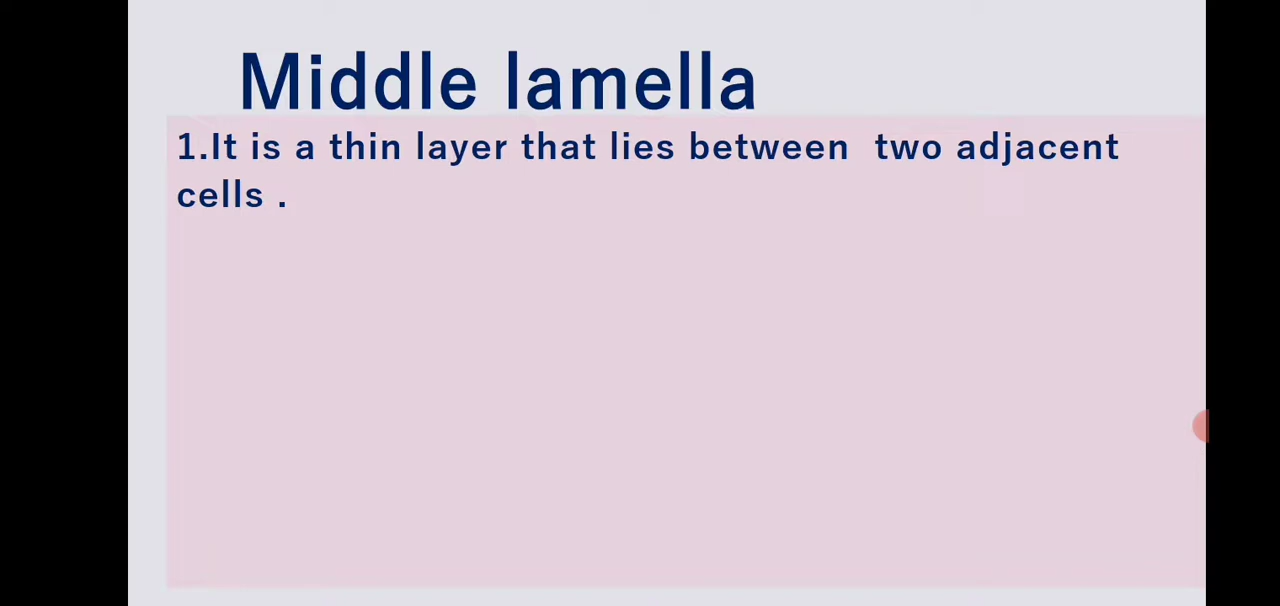 Middle lamella
1.It is a thin layer that lies between two adjacent
cells .